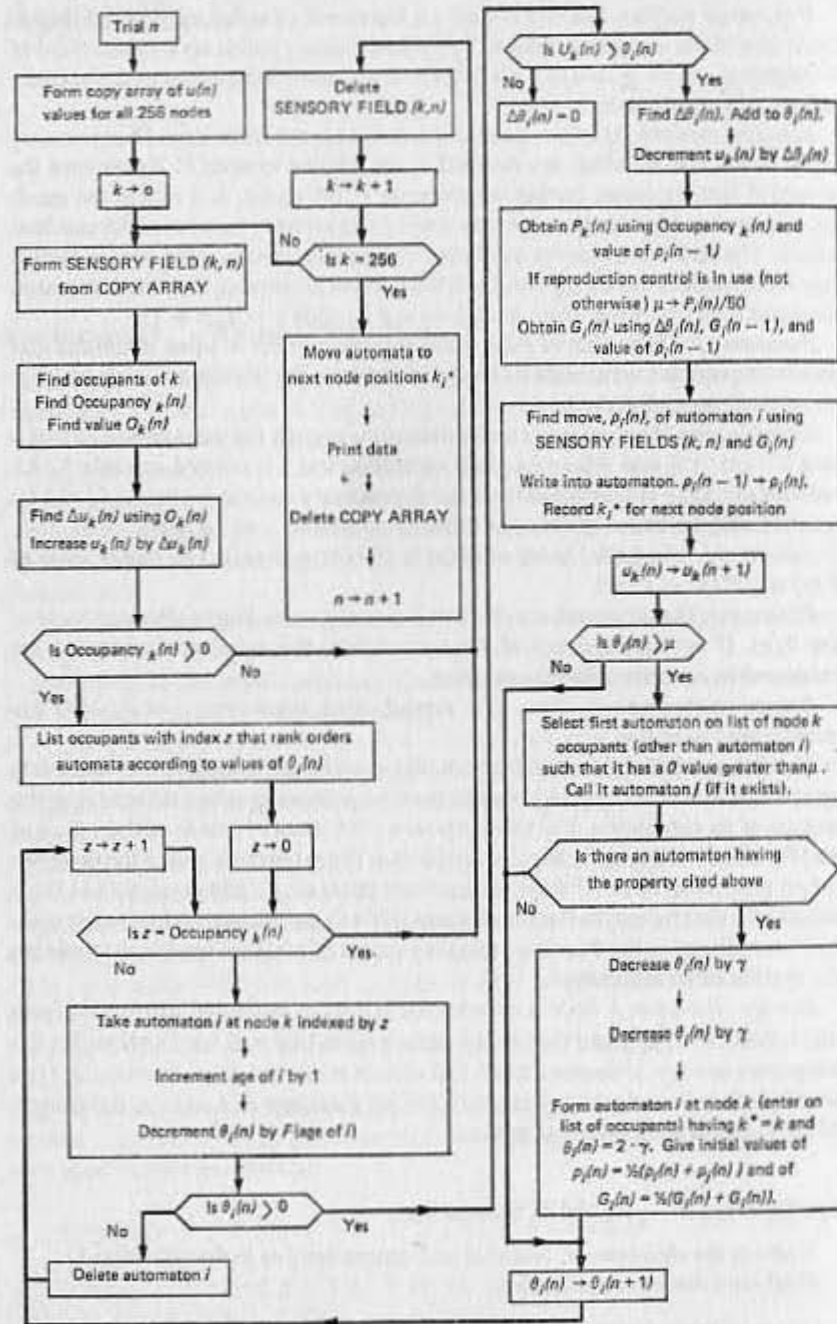 Trial n
Form copy array of u(n)
values for all 256 nodes
k → o
Form SENSORY FIELD (k, n)
from COPY ARRAY
Find occupants of k
Find Occupancy k(n)
Find value Ok(n)
Find Δuk(n) using Ok(n)
Increase uk(n) by Δuk(n)
Is Occupancy k(n) > 0
No
Yes
List occupants with index z that rank orders
automata according to values of θi(n)
z → z + 1
z → 0
Is z = Occupancy k(n)
No
Yes
Take automaton i at node k indexed by z
Increment age of i by 1
Decrement θi(n) by F(age of i)
Is θi(n) > 0
No
Yes
Delete automaton i
Delete
SENSORY FIELD (k,n)
k → k + 1
No
Is k = 256
Yes
Move automata to
next node positions ki*
Print data
+
Delete COPY ARRAY
n → n + 1
Is Uk(n) > θi(n)
No
Yes
Δθi(n) = 0
Find Δθi(n). Add to θi(n).
Decrement uk(n) by Δθi(n)
Obtain Pk(n) using Occupancy k(n) and
value of pi(n − 1)
If reproduction control is in use (not
otherwise) μ → Pi(n)/50
Obtain Gi(n) using Δθi(n), Gi(n − 1), and
value of pi(n − 1)
Find move, pi(n), of automaton i using
SENSORY FIELDS (k, n) and Gi(n)
Write into automaton. pi(n − 1) → pi(n).
Record ki* for next node position
uk(n) → uk(n + 1)
Is θi(n) > μ
No
Yes
Select first automaton on list of node k
occupants (other than automaton i)
such that it has a θ value greater than μ.
Call it automaton j (if it exists).
Is there an automaton having
the property cited above
No
Yes
Decrease θi(n) by γ
Decrease θj(n) by γ
Form automaton l at node k (enter on
list of occupants) having k* = k and
θl(n) = 2 · γ. Give initial values of
pl(n) = ½(pi(n) + pj(n)) and of
Gl(n) = ½(Gi(n) + Gj(n)).
θi(n) → θi(n + 1)